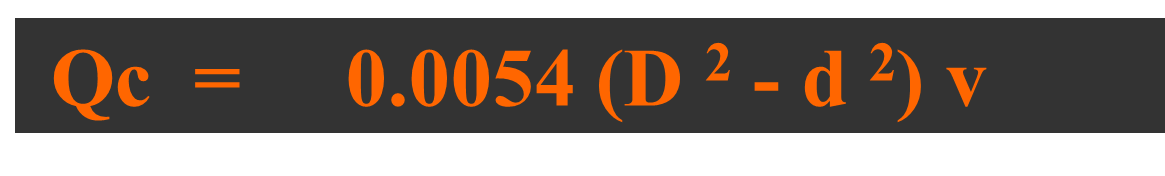 Qc = 0.0054 (D ² - d ²) v